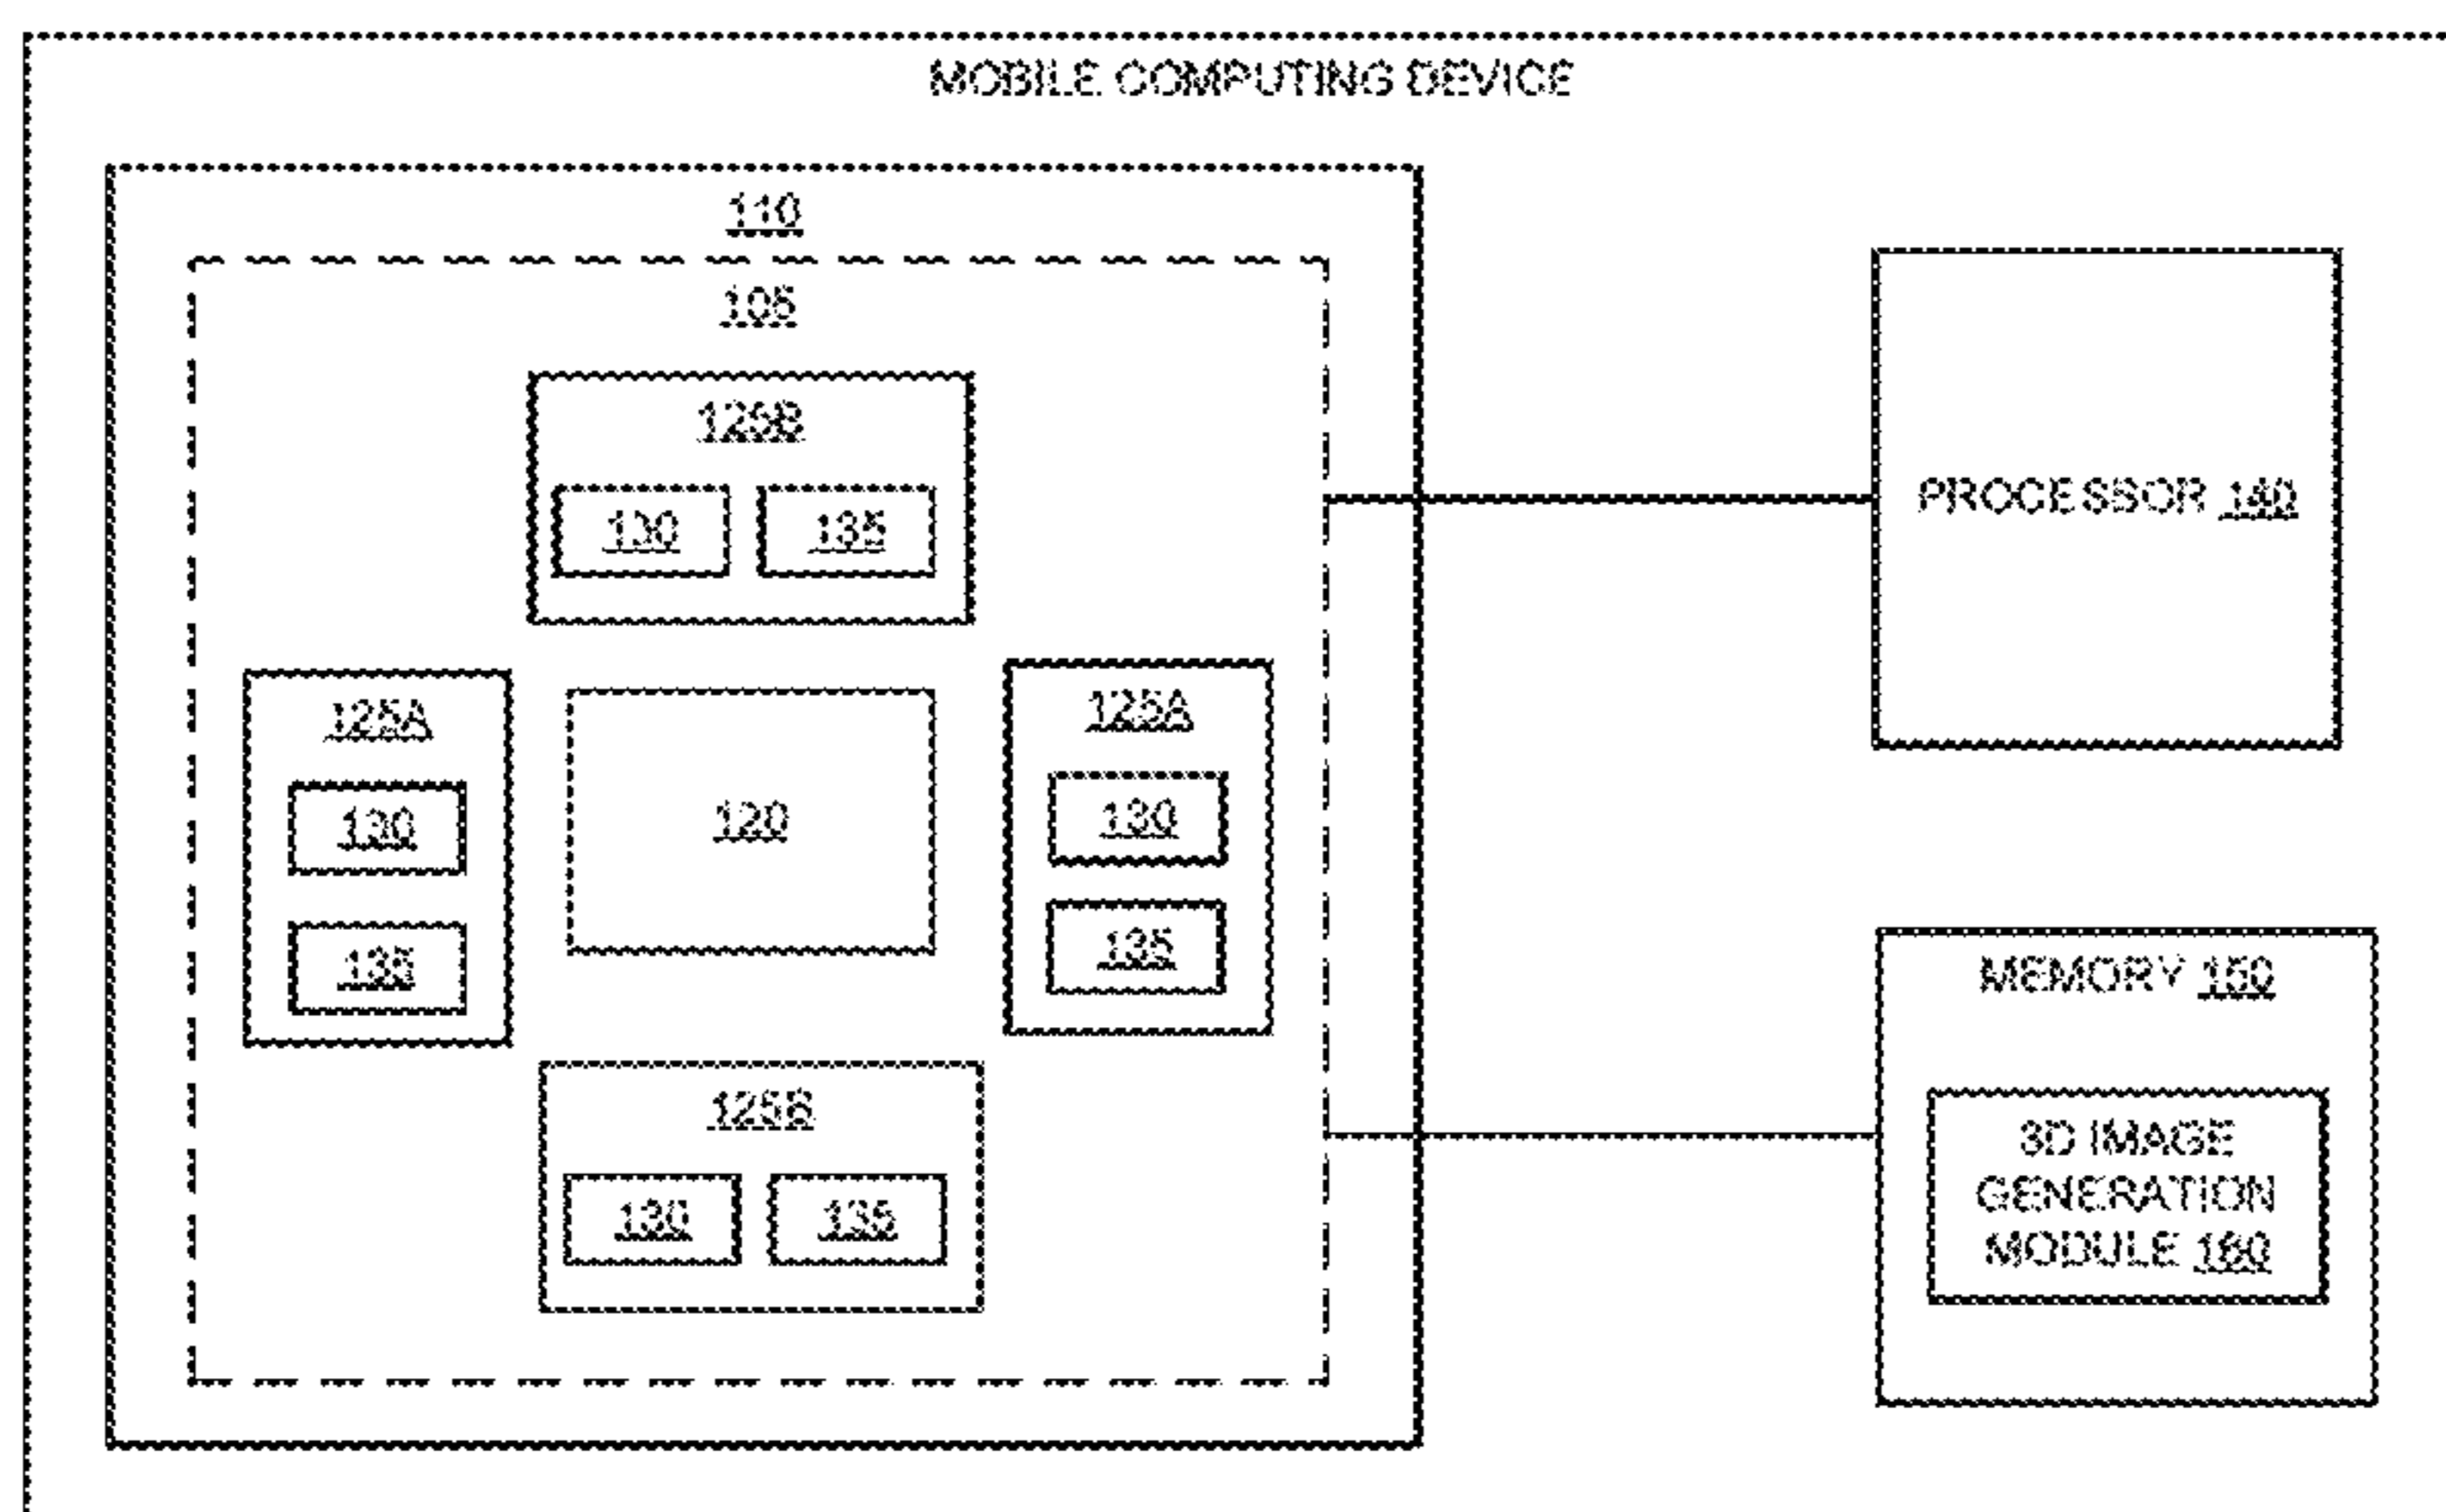 MOBILE COMPUTING DEVICE
110
105
125B
130 135
PROCESSOR 140
125A
130
135
120
125A
130
135
125B
130 135
MEMORY 150
3D IMAGE
GENERATION
MODULE 160